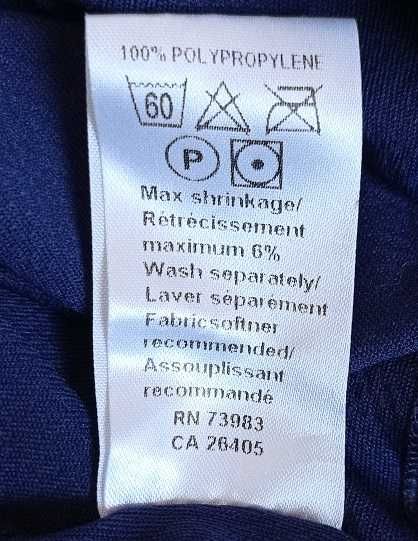 100% POLYPROPYLENE
60
P
Max shrinkage/
Rétrécissement
maximum 6%
Wash separately/
Laver séparément
Fabricsoftner
recommended/
Assouplissant
recommandé
RN 73983
CA 26405